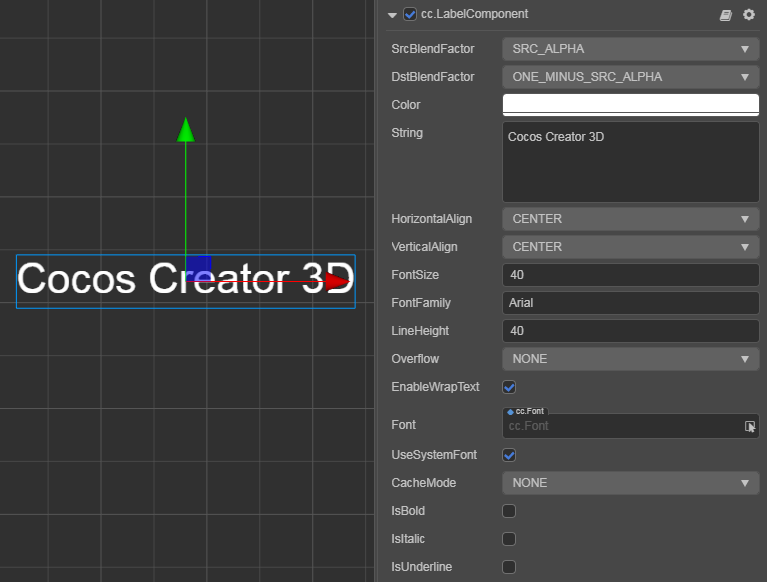 cc.LabelComponent
SrcBlendFactor SRC_ALPHA
DstBlendFactor ONE_MINUS_SRC_ALPHA
Color
String Cocos Creator 3D
HorizontalAlign CENTER
VerticalAlign CENTER
Cocos Creator 3D
FontSize 40
FontFamily Arial
LineHeight 40
Overflow NONE
EnableWrapText
cc.Font
Font cc.Font
UseSystemFont
CacheMode NONE
IsBold
IsItalic
IsUnderline